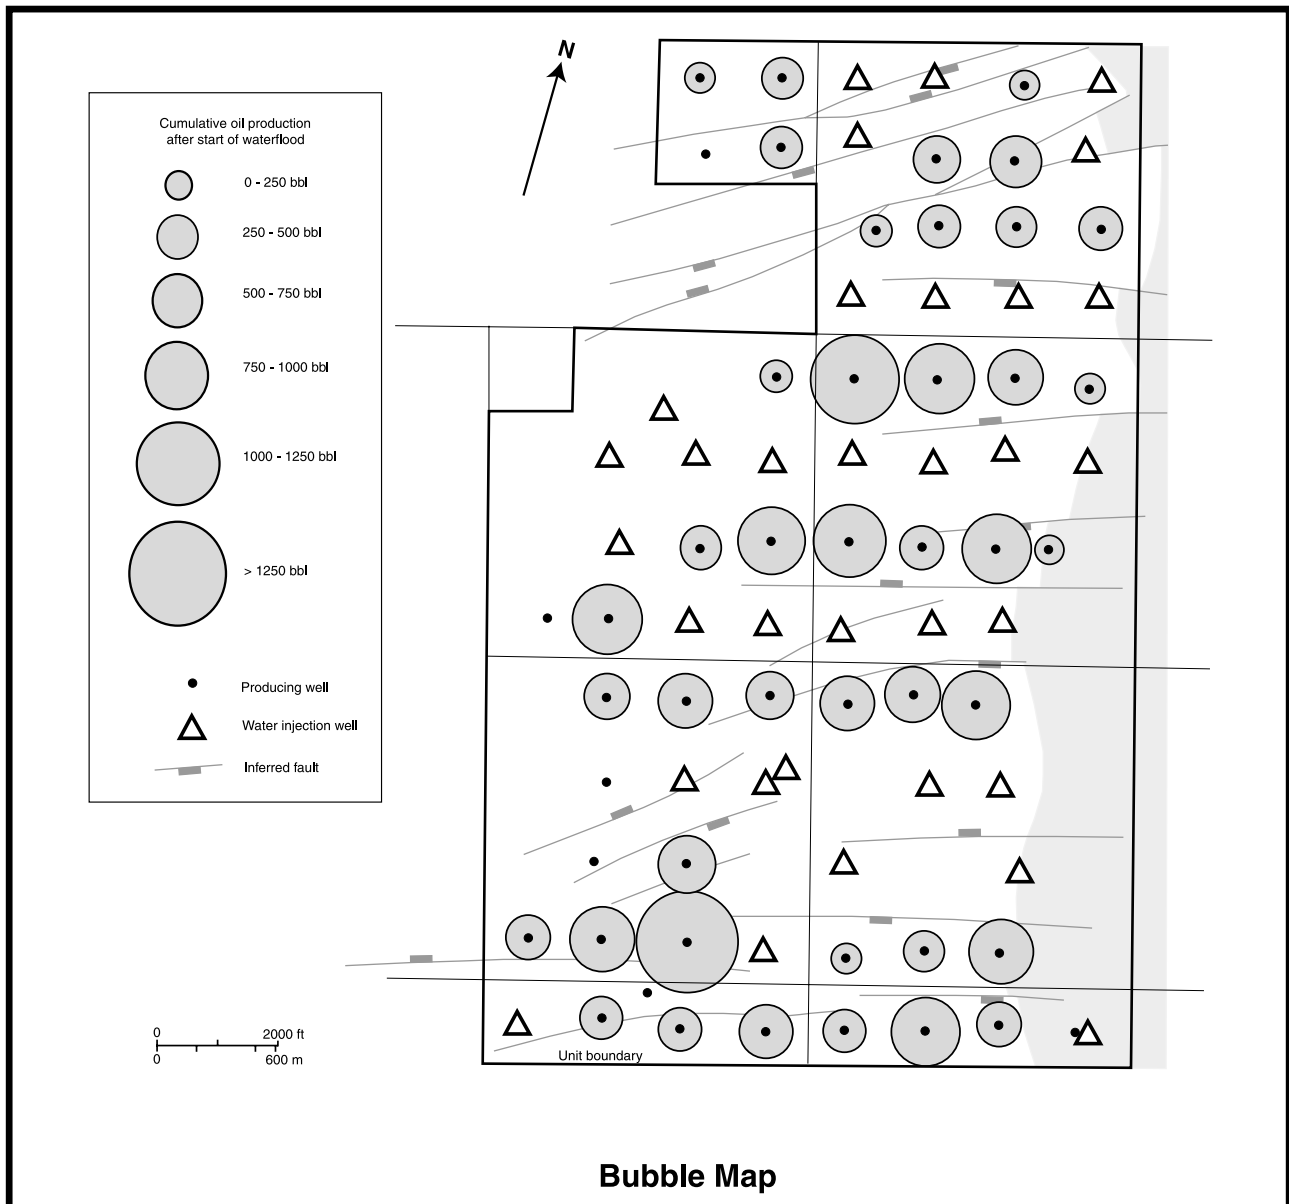 N
Cumulative oil production
after start of waterflood
0 - 250 bbl
250 - 500 bbl
500 - 750 bbl
750 - 1000 bbl
1000 - 1250 bbl
> 1250 bbl
Producing well
Water injection well
Inferred fault
0 2000 ft
0 600 m
Unit boundary
Bubble Map